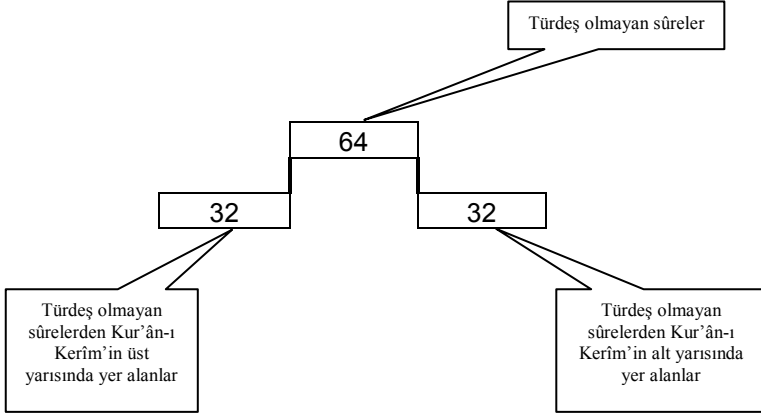 Türdeş olmayan sûreler
64
32
32
Türdeş olmayan
sûrelerden Kur’ân-ı
Kerîm’in üst
yarısında yer alanlar
Türdeş olmayan
sûrelerden Kur’ân-ı
Kerîm’in alt yarısında
yer alanlar